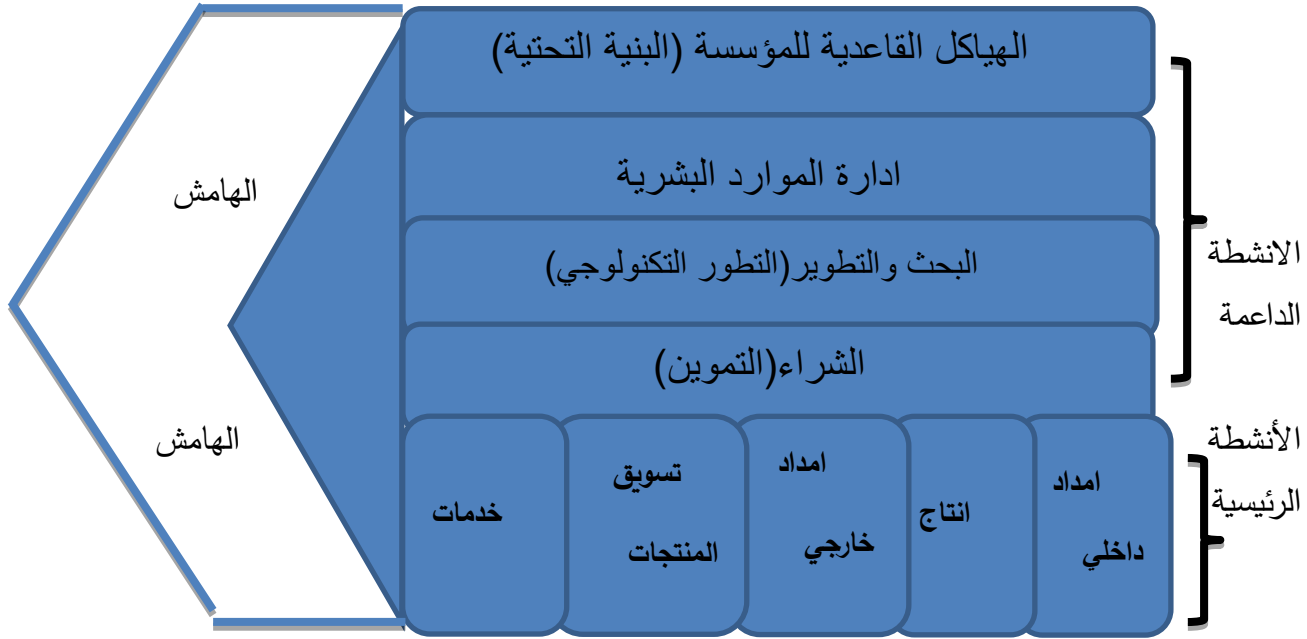 الهياكل القاعدية للمؤسسة (البنية التحتية)
ادارة الموارد البشرية
البحث والتطوير(التطور التكنولوجي)
الشراء(التموين)
الانشطة
الداعمة
الأنشطة
الرئيسية
امداد
داخلي
انتاج
امداد
خارجي
تسويق
المنتجات
خدمات
الهامش
الهامش